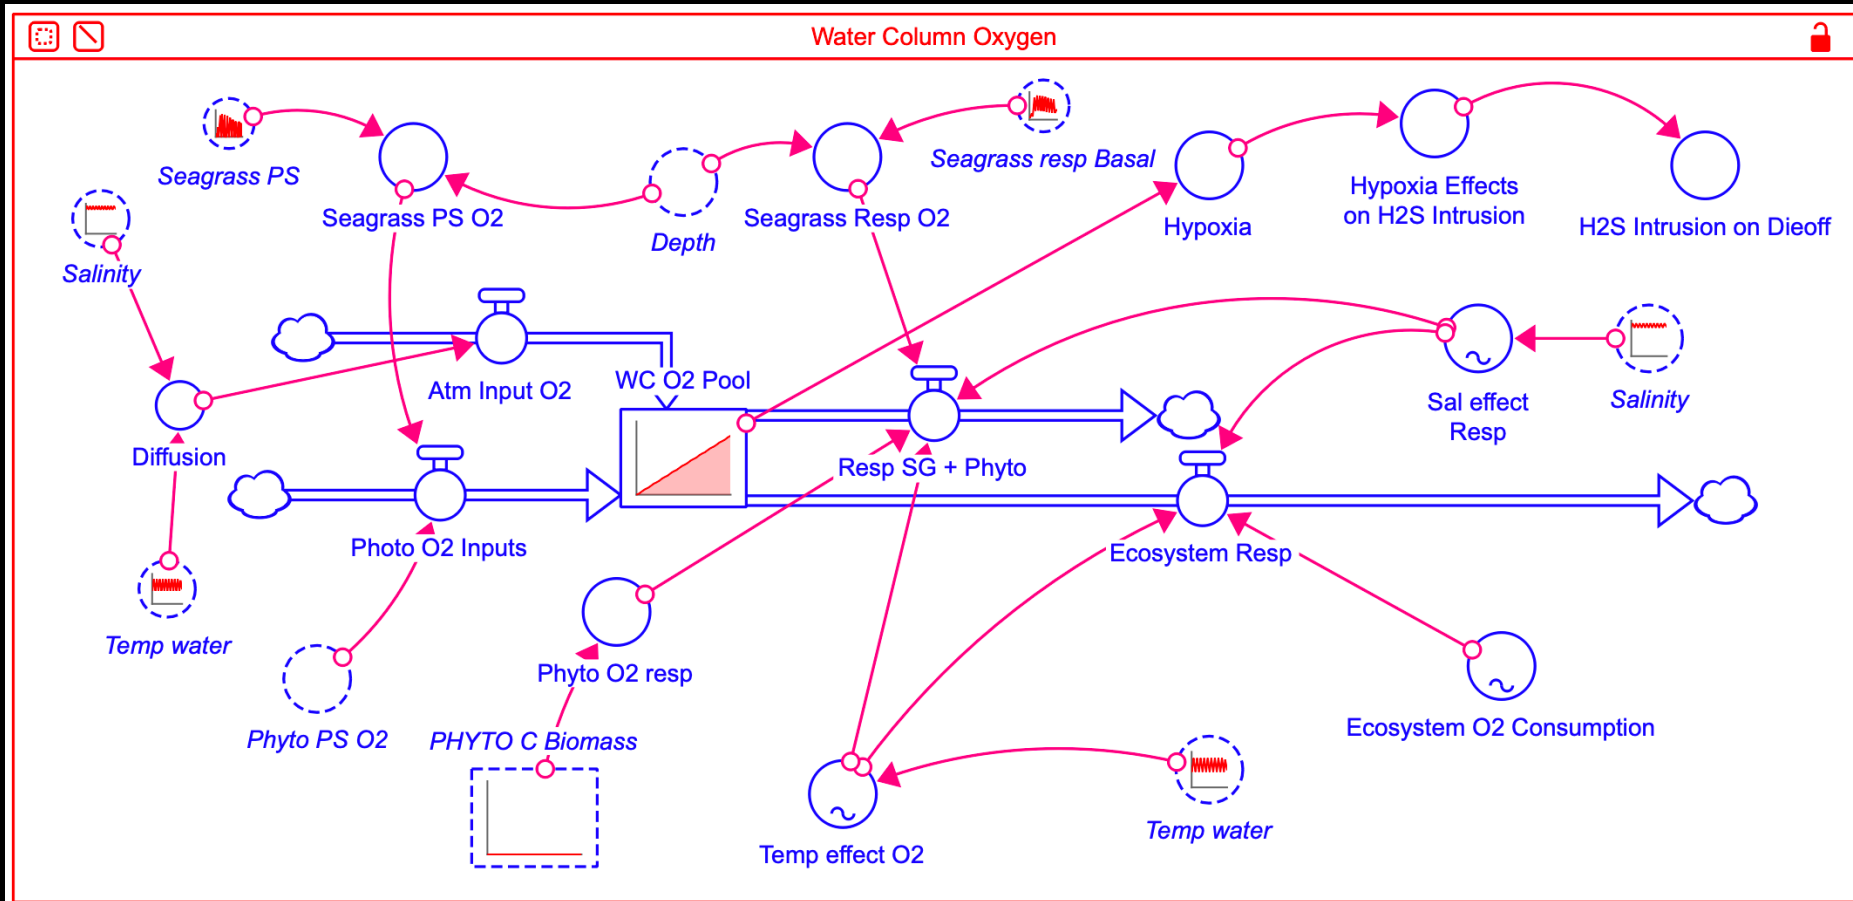 Water Column Oxygen
Seagrass PS
Seagrass PS O2
Depth
Seagrass Resp O2
Seagrass resp Basal
Hypoxia
Hypoxia Effects
on H2S Intrusion
H2S Intrusion on Dieoff
Salinity
Atm Input O2
WC O2 Pool
Sal effect
Resp
Salinity
Diffusion
Resp SG + Phyto
Photo O2 Inputs
Ecosystem Resp
Temp water
Phyto O2 resp
Phyto PS O2
PHYTO C Biomass
Ecosystem O2 Consumption
Temp water
Temp effect O2